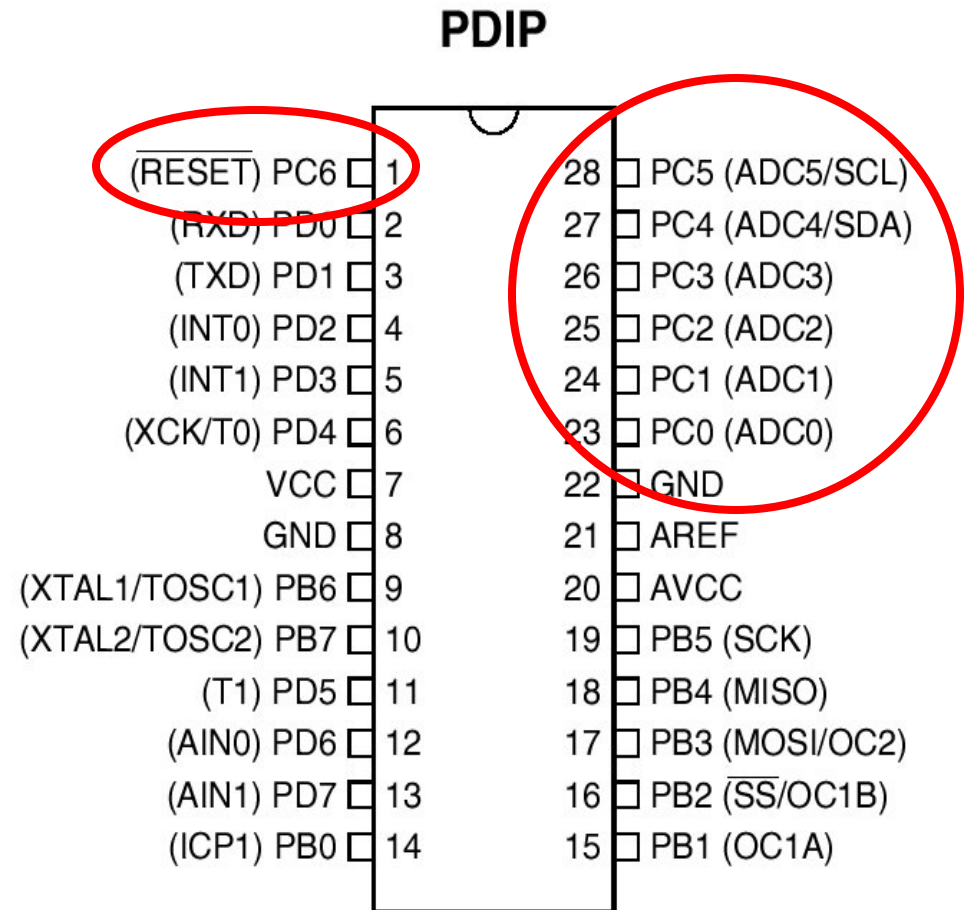 PDIP
(RESET) PC6 1 28 PC5 (ADC5/SCL)
(RXD) PD0 2 27 PC4 (ADC4/SDA)
(TXD) PD1 3 26 PC3 (ADC3)
(INT0) PD2 4 25 PC2 (ADC2)
(INT1) PD3 5 24 PC1 (ADC1)
(XCK/T0) PD4 6 23 PC0 (ADC0)
VCC 7 22 GND
GND 8 21 AREF
(XTAL1/TOSC1) PB6 9 20 AVCC
(XTAL2/TOSC2) PB7 10 19 PB5 (SCK)
(T1) PD5 11 18 PB4 (MISO)
(AIN0) PD6 12 17 PB3 (MOSI/OC2)
(AIN1) PD7 13 16 PB2 (SS/OC1B)
(ICP1) PB0 14 15 PB1 (OC1A)